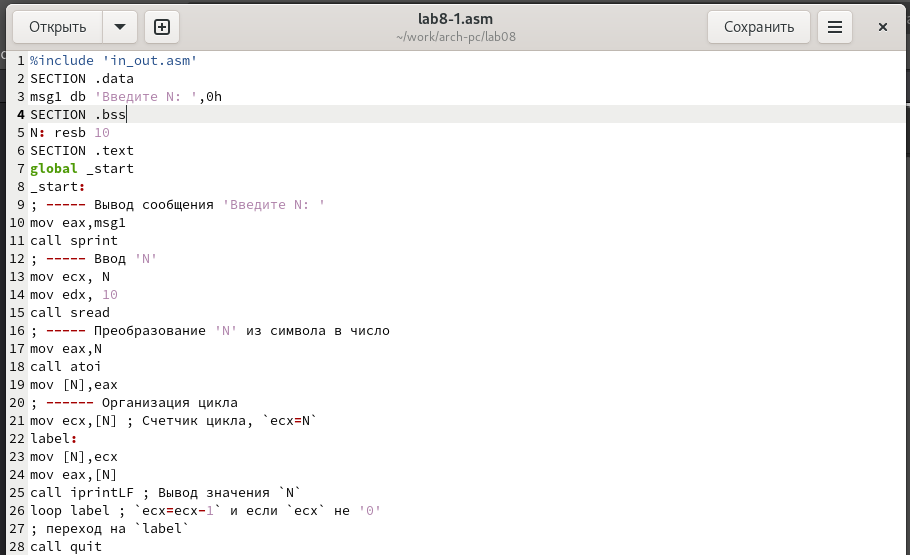 Открыть
lab8-1.asm
~/work/arch-pc/lab08
Сохранить
1 %include 'in_out.asm'
2 SECTION .data
3 msg1 db 'Введите N: ',0h
4 SECTION .bss
5 N: resb 10
6 SECTION .text
7 global _start
8 _start:
9 ; ----- Вывод сообщения 'Введите N: '
10 mov eax,msg1
11 call sprint
12 ; ----- Ввод 'N'
13 mov ecx, N
14 mov edx, 10
15 call sread
16 ; ----- Преобразование 'N' из символа в число
17 mov eax,N
18 call atoi
19 mov [N],eax
20 ; ------ Организация цикла
21 mov ecx,[N] ; Счетчик цикла, `ecx=N`
22 label:
23 mov [N],ecx
24 mov eax,[N]
25 call iprintLF ; Вывод значения `N`
26 loop label ; `ecx=ecx-1` и если `ecx` не '0'
27 ; переход на `label`
28 call quit